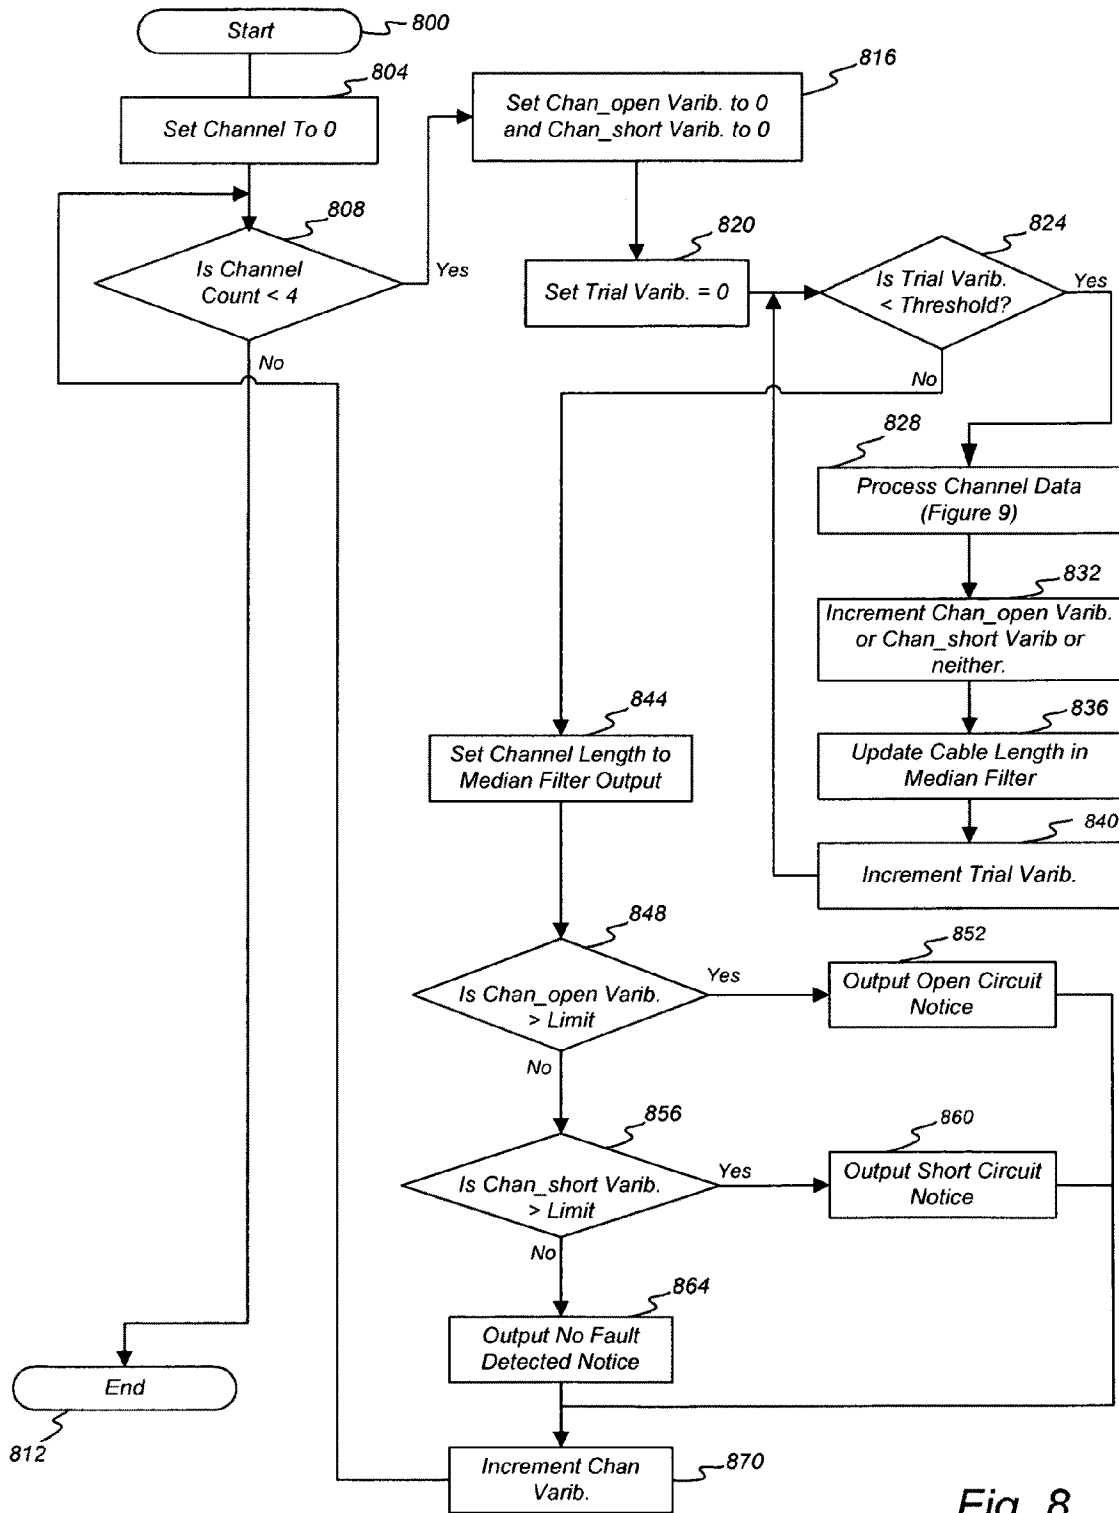 Start
800
804
Set Channel To 0
808
Is Channel
Count < 4
Yes
No
816
Set Chan_open Varib. to 0
and Chan_short Varib. to 0
820
Set Trial Varib. = 0
824
Is Trial Varib.
< Threshold?
Yes
No
828
Process Channel Data
(Figure 9)
832
Increment Chan_open Varib.
or Chan_short Varib or
neither.
836
Update Cable Length in
Median Filter
840
Increment Trial Varib.
844
Set Channel Length to
Median Filter Output
848
Is Chan_open Varib.
> Limit
Yes
No
852
Output Open Circuit
Notice
856
Is Chan_short Varib.
> Limit
Yes
No
860
Output Short Circuit
Notice
864
Output No Fault
Detected Notice
End
812
Increment Chan
Varib.
870
Fig. 8